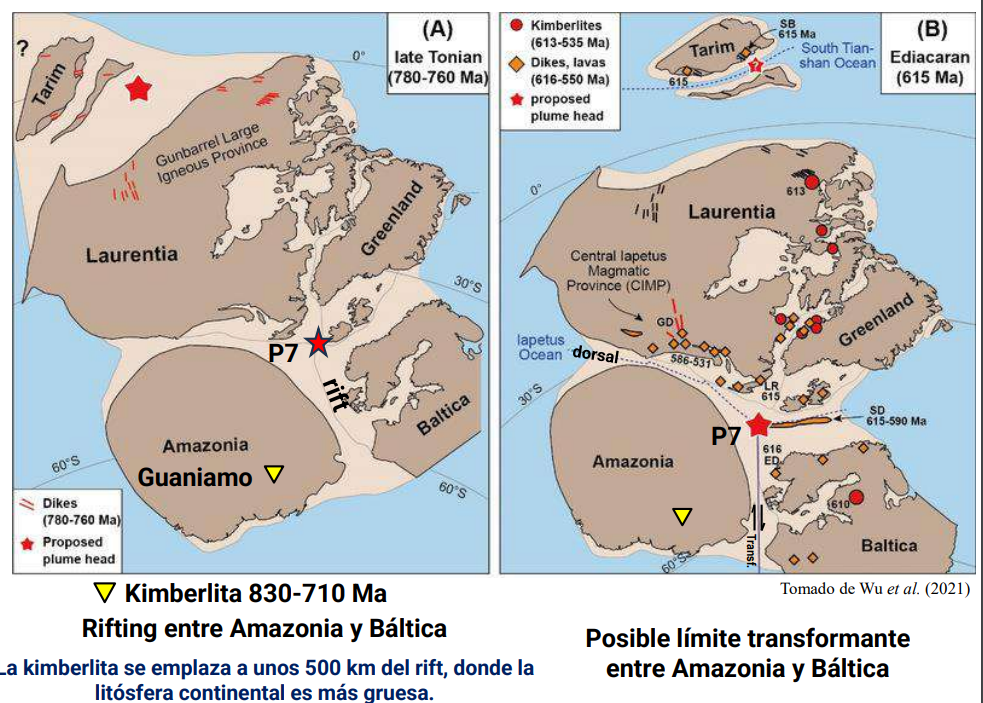 (A)
late Tonian
(780-760 Ma)
?
Tarim
0°
Gunbarrel Large
Igneous Province
Laurentia
Greenland
30°S
P7
rift
Baltica
Amazonia
Guaniamo
60°S
60°S
Dikes
(780-760 Ma)
Proposed
plume head
Kimberlites
(613-535 Ma)
Dikes, lavas
(616-550 Ma)
proposed
plume head
SB
615 Ma
Tarim
615
?
South Tian-
shan Ocean
(B)
Ediacaran
(615 Ma)
0°
613
Laurentia
Central Iapetus
Magmatic
Province (CIMP)
Greenland
GD
Iapetus
Ocean
dorsal
586-531
LR
615
30°S
SD
615-590 Ma
P7
Amazonia
616
ED
610
Transf.
Baltica
60°S
Kimberlita 830-710 Ma
Rifting entre Amazonia y Báltica
La kimberlita se emplaza a unos 500 km del rift, donde la
litósfera continental es más gruesa.
Tomado de Wu et al. (2021)
Posible límite transformante
entre Amazonia y Báltica